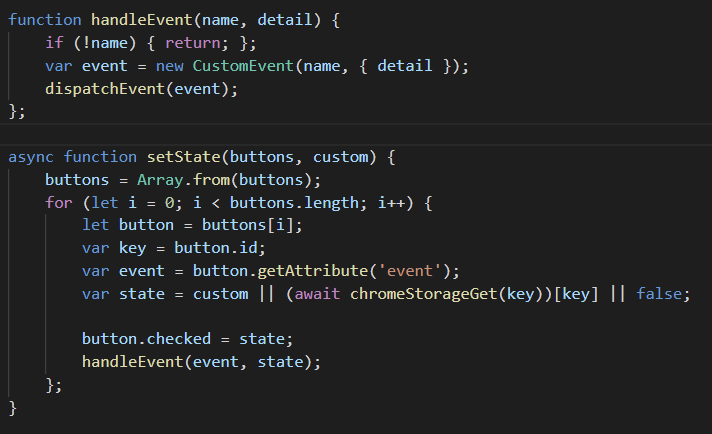 function handleEvent(name, detail) {
    if (!name) { return; };
    var event = new CustomEvent(name, { detail });
    dispatchEvent(event);
};

async function setState(buttons, custom) {
    buttons = Array.from(buttons);
    for (let i = 0; i < buttons.length; i++) {
        let button = buttons[i];
        var key = button.id;
        var event = button.getAttribute('event');
        var state = custom || (await chromeStorageGet(key))[key] || false;

        button.checked = state;
        handleEvent(event, state);
    };
}